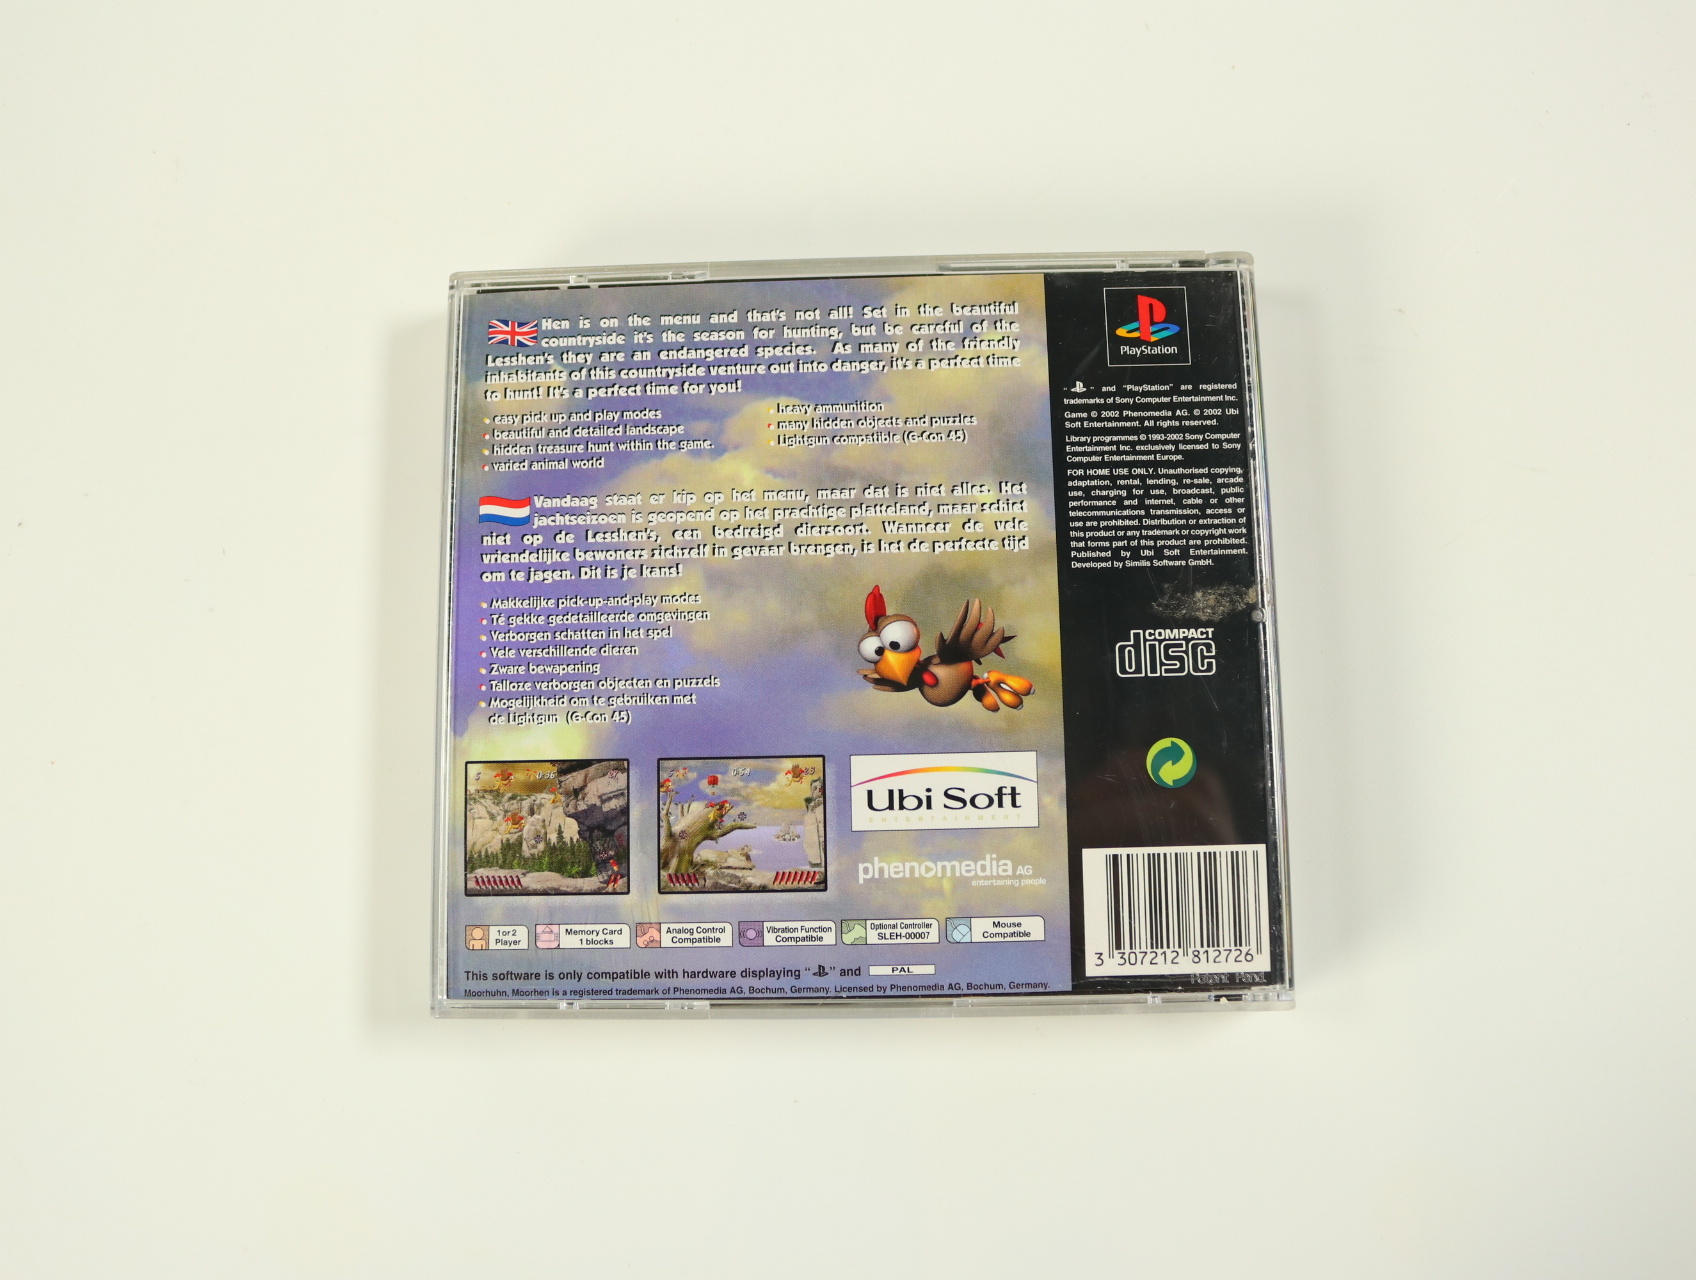 Hen is on the menu and that's not all! Set in the beautiful
countryside it's the season for hunting, but be careful of the
Lesshen's they are an endangered species. As many of the friendly
inhabitants of this countryside venture out into danger, it's a perfect time
to hunt! It's a perfect time for you!
• easy pick up and play modes
• beautiful and detailed landscape
• hidden treasure hunt within the game.
• varied animal world
• heavy ammunition
• many hidden objects and puzzles
• Lightgun compatible (G-Con 45)
Vandaag staat er kip op het menu, maar dat is niet alles. Het
jachtseizoen is geopend op het prachtige platteland, maar schiet
niet op de Lesshen's, een bedreigd diersoort. Wanneer de vele
vriendelijke bewoners zichzelf in gevaar brengen, is het de perfecte tijd
om te jagen. Dit is je kans!
• Makkelijke pick-up-and-play modes
• Té gekke gedetailleerde omgevingen
• Verborgen schatten in het spel
• Vele verschillende dieren
• Zware bewapening
• Talloze verborgen objecten en puzzels
• Mogelijkheid om te gebruiken met
de Lightgun (G-Con 45)
5 0:36
5 0:54 28
Ubi Soft
ENTERTAINMENT
phenomedia AG
entertaining people
1 or 2
Player
Memory Card
1 blocks
Analog Control
Compatible
Vibration Function
Compatible
Optional Controller
SLEH-00007
Mouse
Compatible
This software is only compatible with hardware displaying " " and PAL
Moorhuhn, Moorhen is a registered trademark of Phenomedia AG, Bochum, Germany. Licensed by Phenomedia AG, Bochum, Germany.
PlayStation
" " and "PlayStation" are registered
trademarks of Sony Computer Entertainment Inc.
Game © 2002 Phenomedia AG. © 2002 Ubi
Soft Entertainment. All rights reserved.
Library programmes © 1993-2002 Sony Computer
Entertainment Inc. exclusively licensed to Sony
Computer Entertainment Europe.
FOR HOME USE ONLY. Unauthorised copying,
adaptation, rental, lending, re-sale, arcade
use, charging for use, broadcast, public
performance and internet, cable or other
telecommunications transmission, access or
use are prohibited. Distribution or extraction of
this product or any trademark or copyright work
that forms part of this product are prohibited.
Published by Ubi Soft Entertainment.
Developed by Similis Software GmbH.
COMPACT
disc
3 307212 812726
Patent Pend